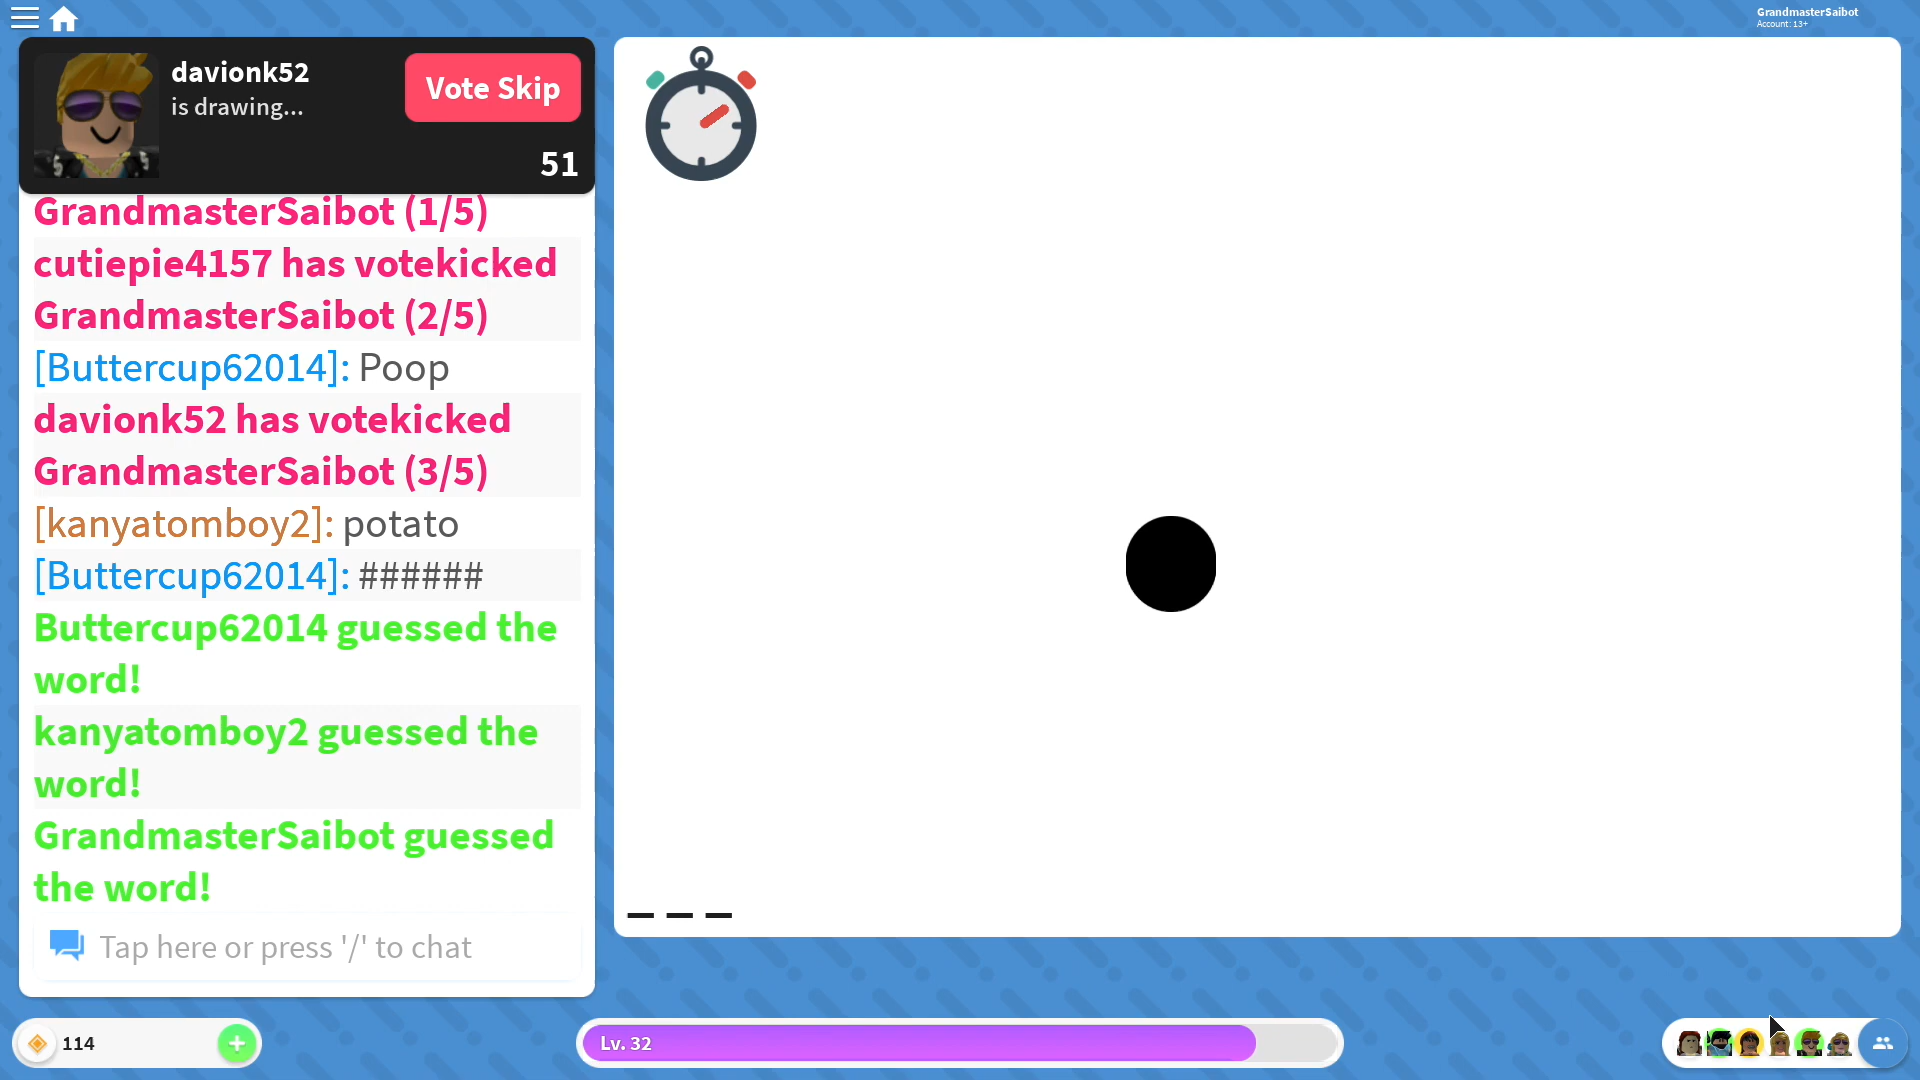 GrandmasterSaibot
Account: 13+
davionk52
is drawing...
Vote Skip
51
GrandmasterSaibot (1/5)
cutiepie4157 has votekicked
GrandmasterSaibot (2/5)
[Buttercup62014]: Poop
davionk52 has votekicked
GrandmasterSaibot (3/5)
[kanyatomboy2]: potato
[Buttercup62014]: ######
Buttercup62014 guessed the
word!
kanyatomboy2 guessed the
word!
GrandmasterSaibot guessed
the word!
Tap here or press '/' to chat
_ _ _
114
+
Lv. 32